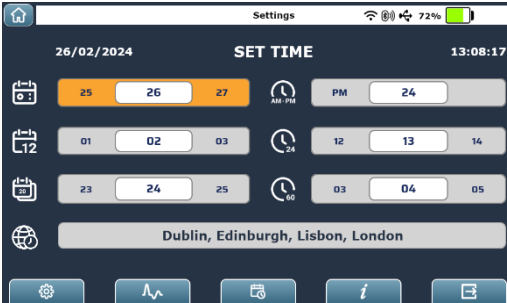 Settings 72%
26/02/2024 SET TIME 13:08:17
25 26 27 AM-PM PM 24
12 01 02 03 24 12 13 14
20 23 24 25 60 03 04 05
Dublin, Edinburgh, Lisbon, London
i